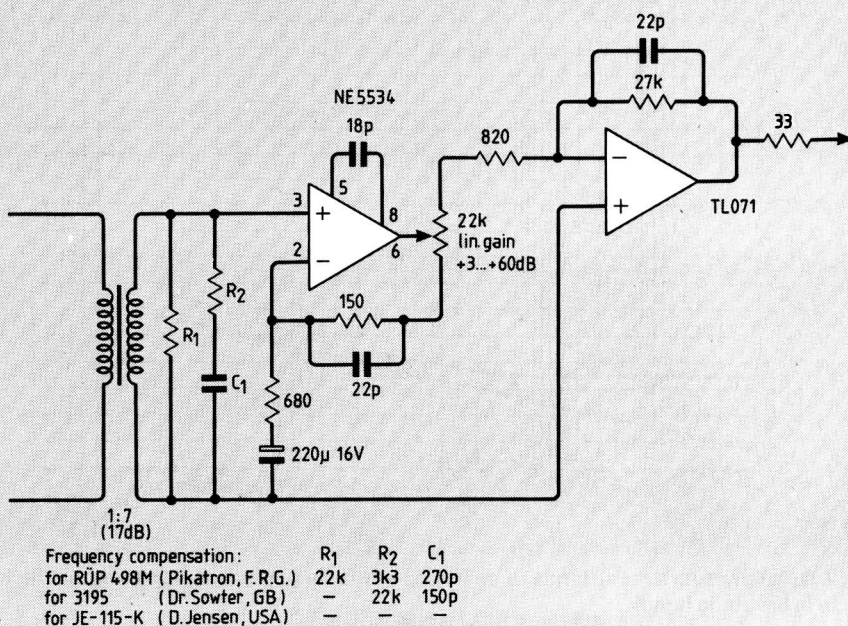 22p
27k
NE5534
18p
820
33
5
3
+
8
−
+
TL071
22k
lin. gain
+3...+60dB
6
2
−
R2
150
R1
C1
22p
680
220µ 16V
1:7
(17dB)
Frequency compensation: R1 R2 C1
for RÜP 498M (Pikatron, F.R.G.) 22k 3k3 270p
for 3195 (Dr. Sowter, GB) – 22k 150p
for JE-115-K (D. Jensen, USA) – – –